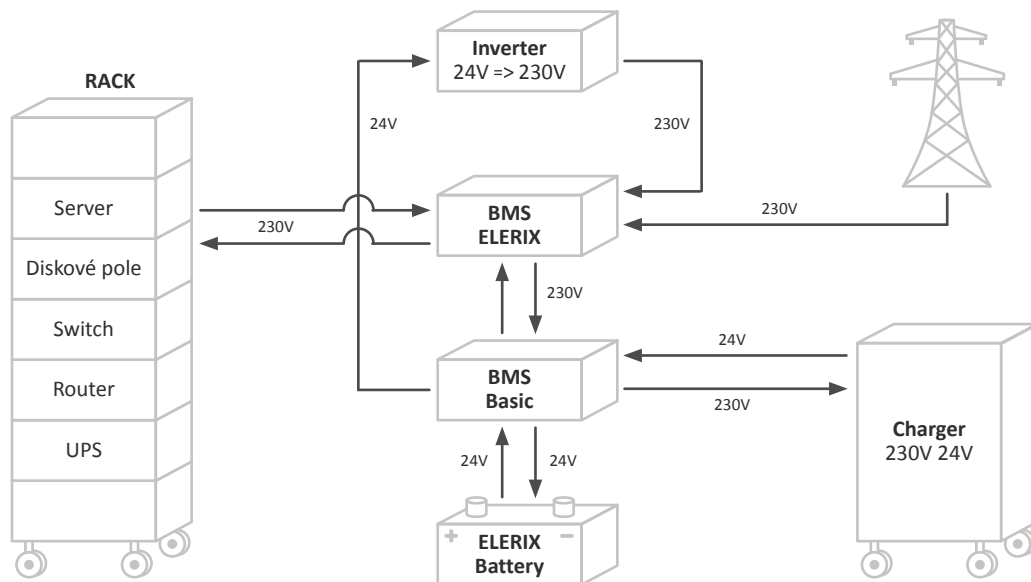 Inverter
24V => 230V
RACK
24V
230V
Server
BMS
ELERIX
230V
230V
Diskové pole
230V
Switch
24V
BMS
Basic
Router
230V
Charger
230V 24V
UPS
24V
24V
+
−
ELERIX
Battery